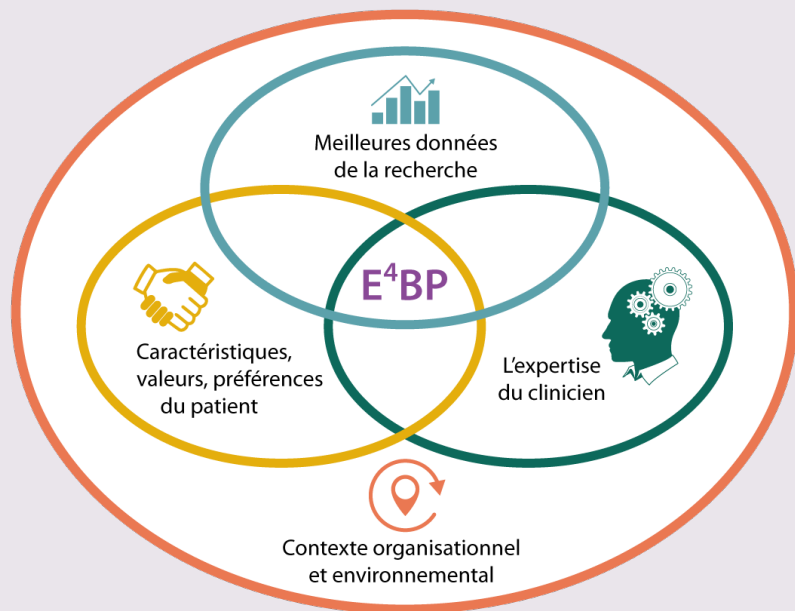 Meilleures données
de la recherche
E⁴BP
Caractéristiques,
valeurs, préférences
du patient
L'expertise
du clinicien
Contexte organisationnel
et environnemental